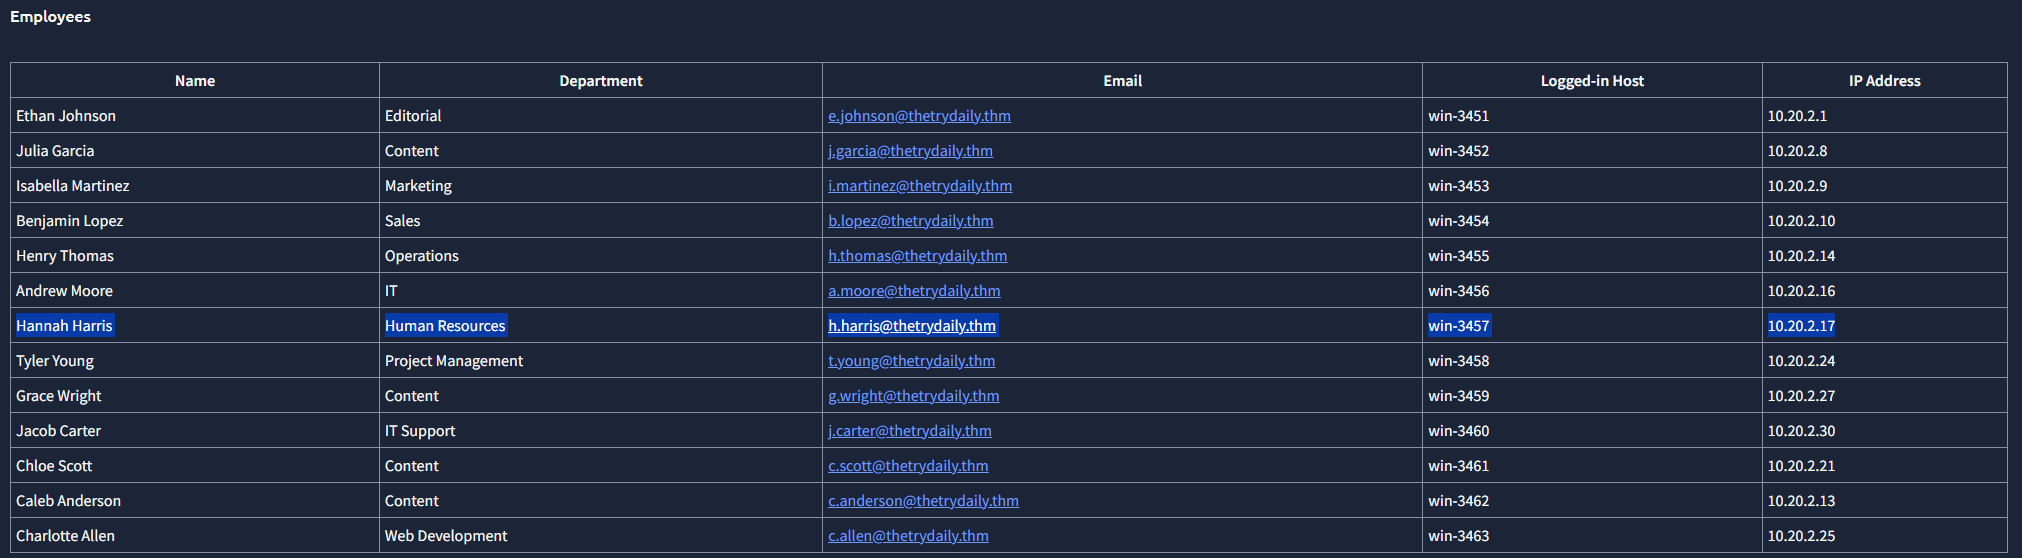 Employees
Name Department Email Logged-in Host IP Address
Ethan Johnson Editorial e.johnson@thetrydaily.thm win-3451 10.20.2.1
Julia Garcia Content j.garcia@thetrydaily.thm win-3452 10.20.2.8
Isabella Martinez Marketing i.martinez@thetrydaily.thm win-3453 10.20.2.9
Benjamin Lopez Sales b.lopez@thetrydaily.thm win-3454 10.20.2.10
Henry Thomas Operations h.thomas@thetrydaily.thm win-3455 10.20.2.14
Andrew Moore IT a.moore@thetrydaily.thm win-3456 10.20.2.16
Hannah Harris Human Resources h.harris@thetrydaily.thm win-3457 10.20.2.17
Tyler Young Project Management t.young@thetrydaily.thm win-3458 10.20.2.24
Grace Wright Content g.wright@thetrydaily.thm win-3459 10.20.2.27
Jacob Carter IT Support j.carter@thetrydaily.thm win-3460 10.20.2.30
Chloe Scott Content c.scott@thetrydaily.thm win-3461 10.20.2.21
Caleb Anderson Content c.anderson@thetrydaily.thm win-3462 10.20.2.13
Charlotte Allen Web Development c.allen@thetrydaily.thm win-3463 10.20.2.25